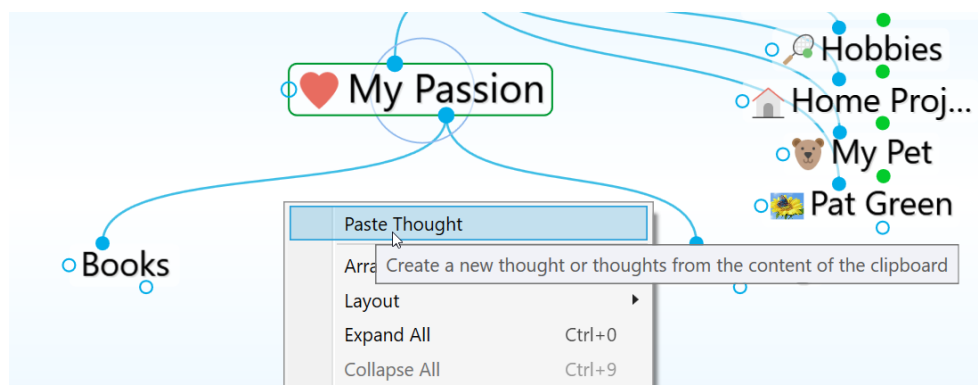 Hobbies
My Passion
Home Proj...
My Pet
Pat Green
Paste Thought
Books
Arra
Create a new thought or thoughts from the content of the clipboard
Layout
Expand All Ctrl+0
Collapse All Ctrl+9